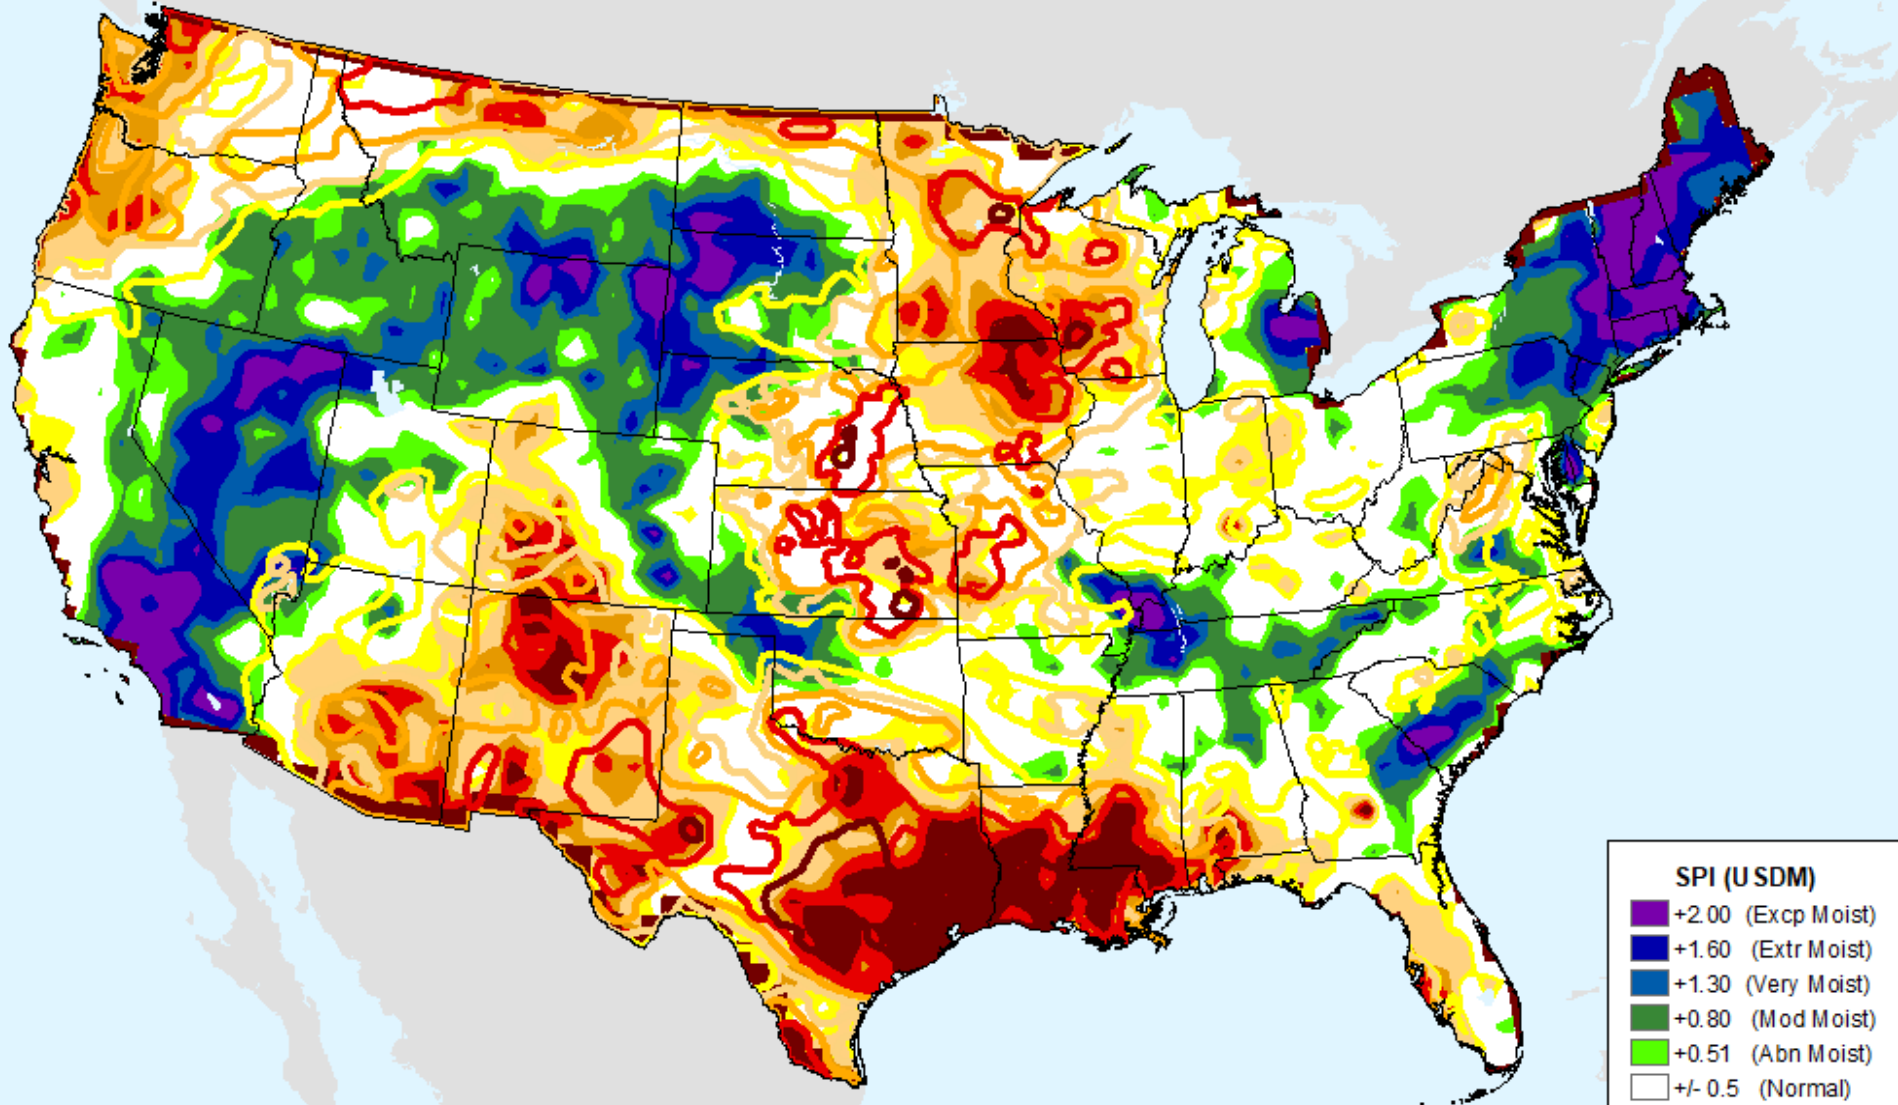 SPI (USDM)
+2.00 (Excp Moist)
+1.60 (Extr Moist)
+1.30 (Very Moist)
+0.80 (Mod Moist)
+0.51 (Abn Moist)
+/- 0.5 (Normal)